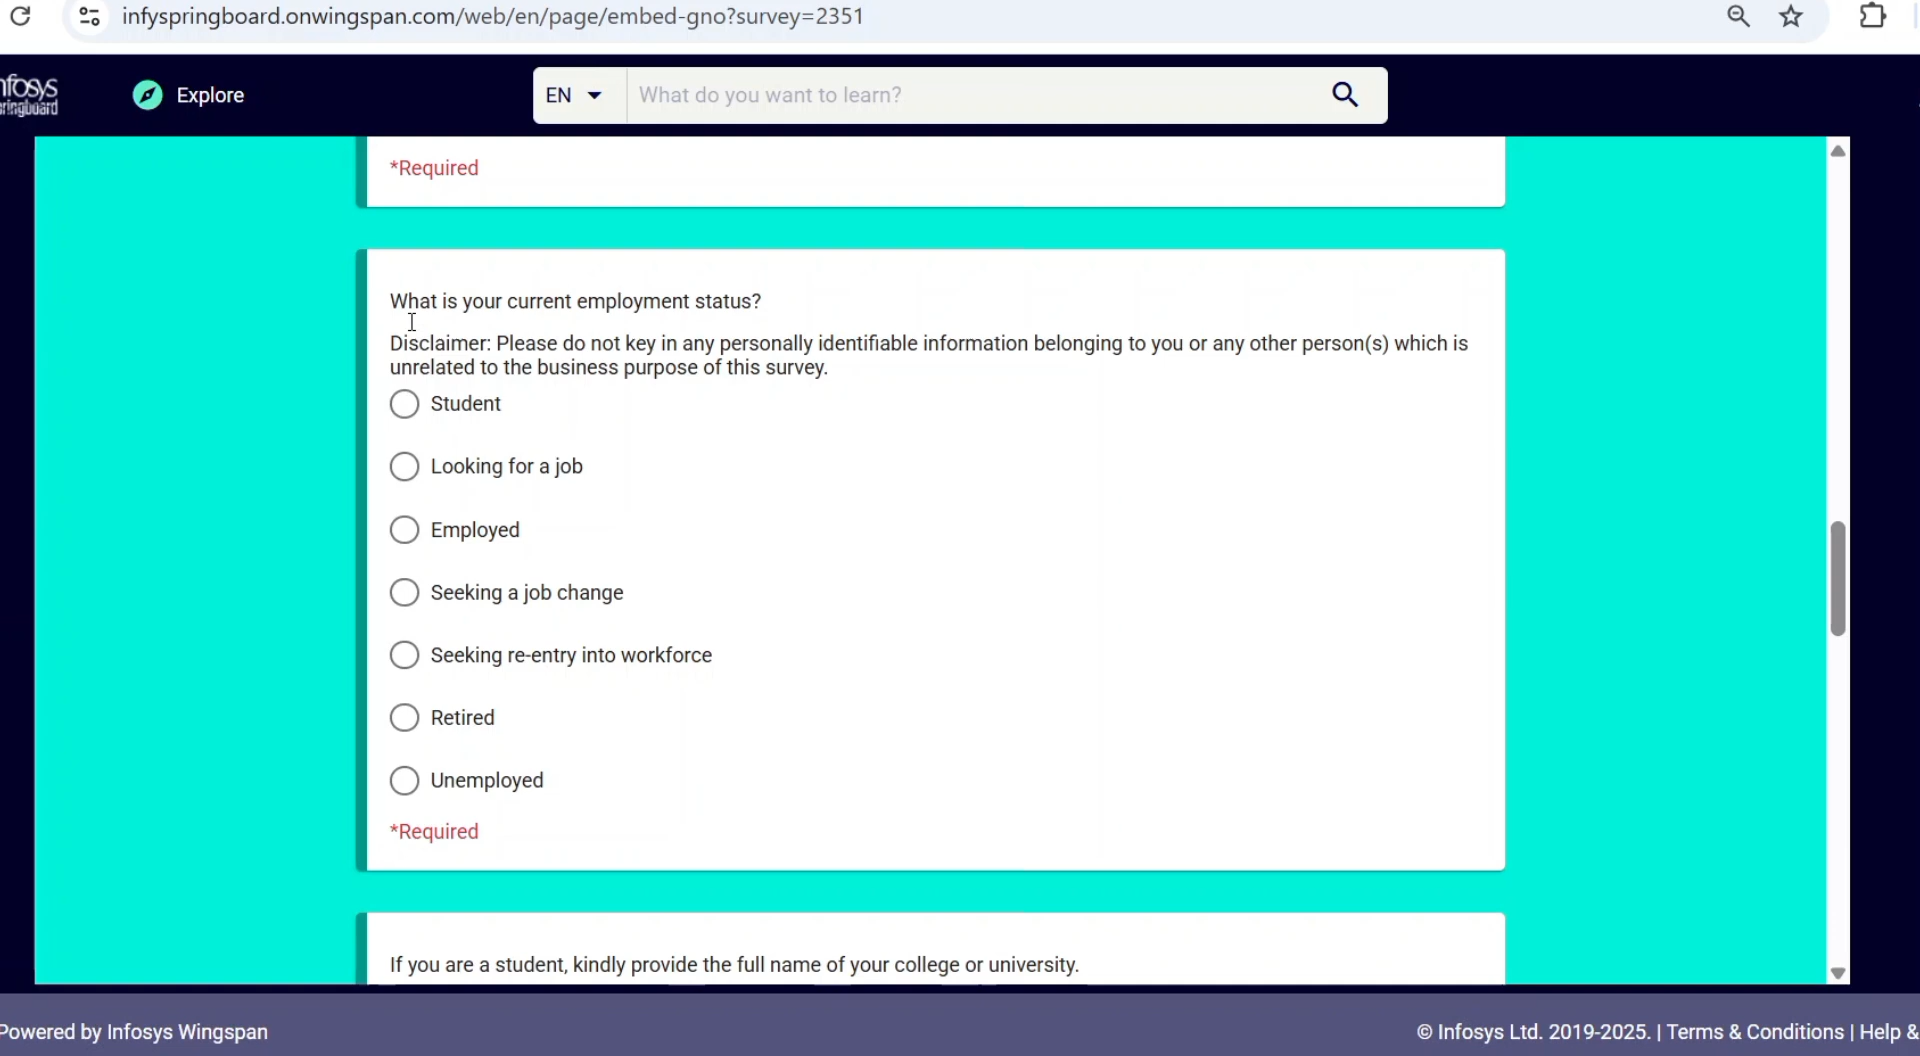 infyspringboard.onwingspan.com/web/en/page/embed-gno?survey=2351
Explore
EN
What do you want to learn?
*Required
What is your current employment status?
Disclaimer: Please do not key in any personally identifiable information belonging to you or any other person(s) which is
unrelated to the business purpose of this survey.
Student
Looking for a job
Employed
Seeking a job change
Seeking re-entry into workforce
Retired
Unemployed
*Required
If you are a student, kindly provide the full name of your college or university.
Powered by Infosys Wingspan
© Infosys Ltd. 2019-2025. | Terms & Conditions | Help &